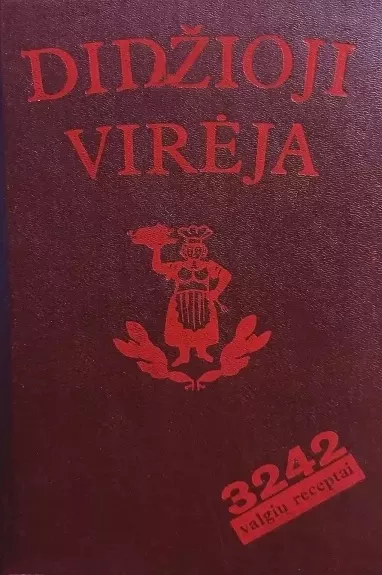 DIDŽIOJI
VIRĖJA
3242
valgių receptai